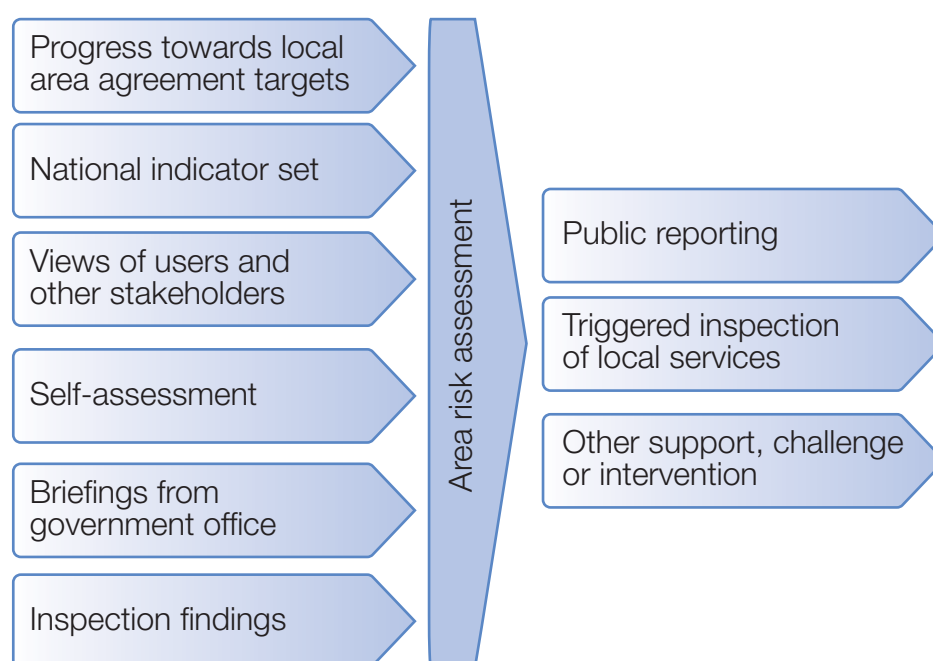 Progress towards local
area agreement targets
National indicator set
Views of users and
other stakeholders
Self-assessment
Briefings from
government office
Inspection findings
Area risk assessment
Public reporting
Triggered inspection
of local services
Other support, challenge
or intervention